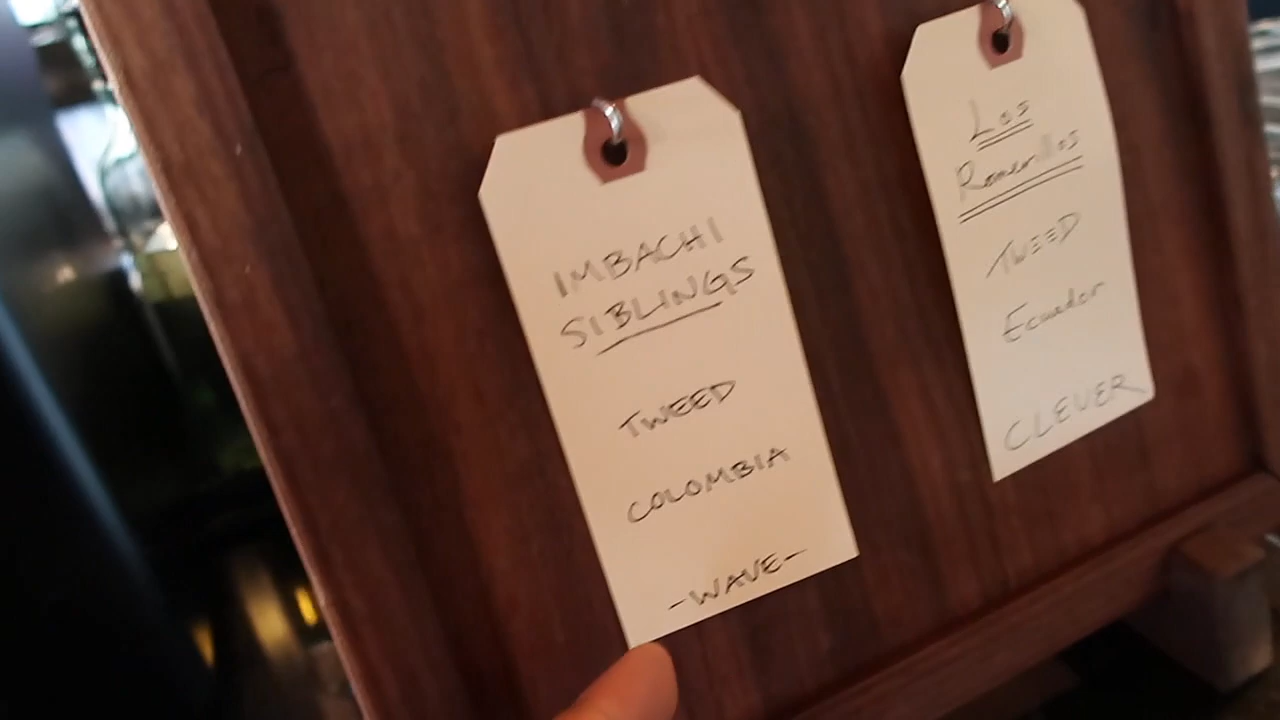 IMBACHI
SIBLINGS
TWEED
COLOMBIA
-WAVE-
Los
Romerillos
TWEED
Ecuador
CLEVER